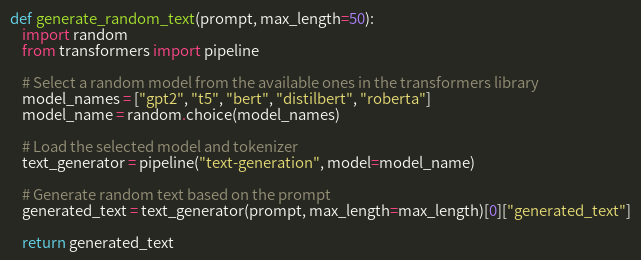 def generate_random_text(prompt, max_length=50):
    import random
    from transformers import pipeline

    # Select a random model from the available ones in the transformers library
    model_names = ["gpt2", "t5", "bert", "distilbert", "roberta"]
    model_name = random.choice(model_names)

    # Load the selected model and tokenizer
    text_generator = pipeline("text-generation", model=model_name)

    # Generate random text based on the prompt
    generated_text = text_generator(prompt, max_length=max_length)[0]["generated_text"]

    return generated_text